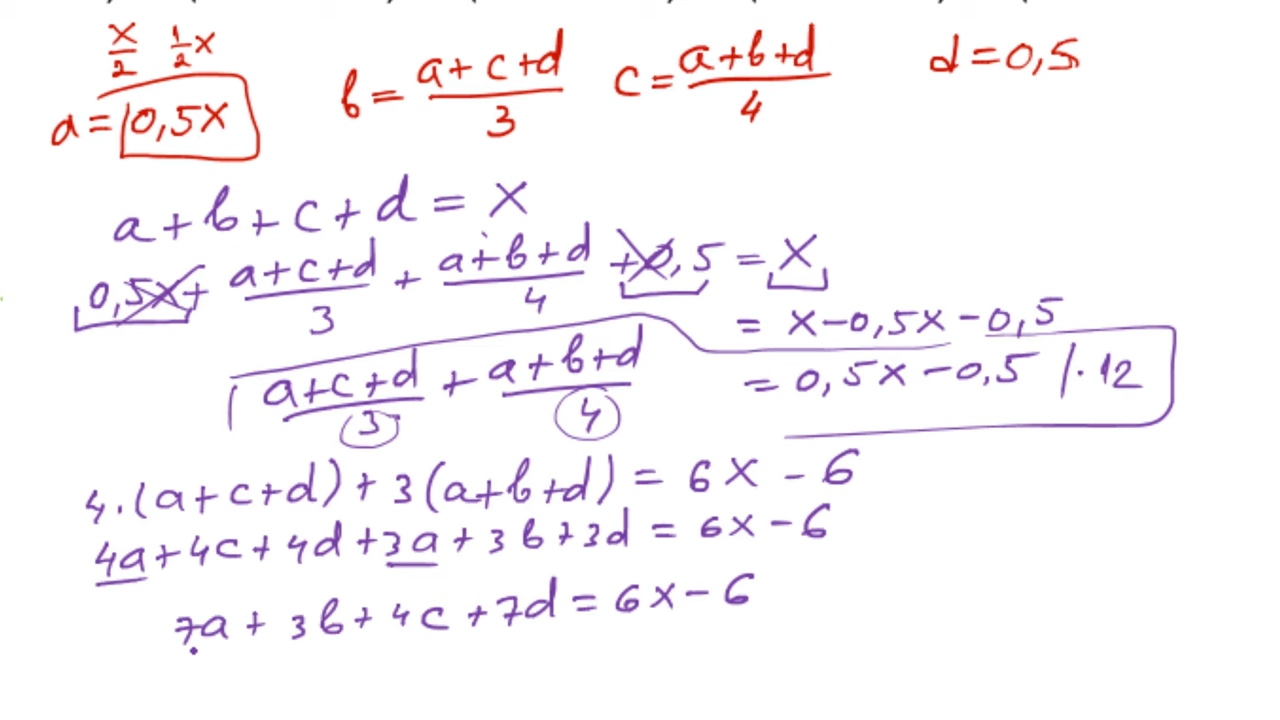 x/2 1/2 x
a = 0,5x b = (a+c+d)/3 c = (a+b+d)/4 d = 0,5
a + b + c + d = x
0,5x + (a+c+d)/3 + (a+b+d)/4 + 0,5 = x
= x - 0,5x - 0,5
(a+c+d)/3 + (a+b+d)/4 = 0,5x - 0,5 /·12
4·(a+c+d) + 3(a+b+d) = 6x - 6
4a + 4c + 4d + 3a + 3b + 3d = 6x - 6
7a + 3b + 4c + 7d = 6x - 6